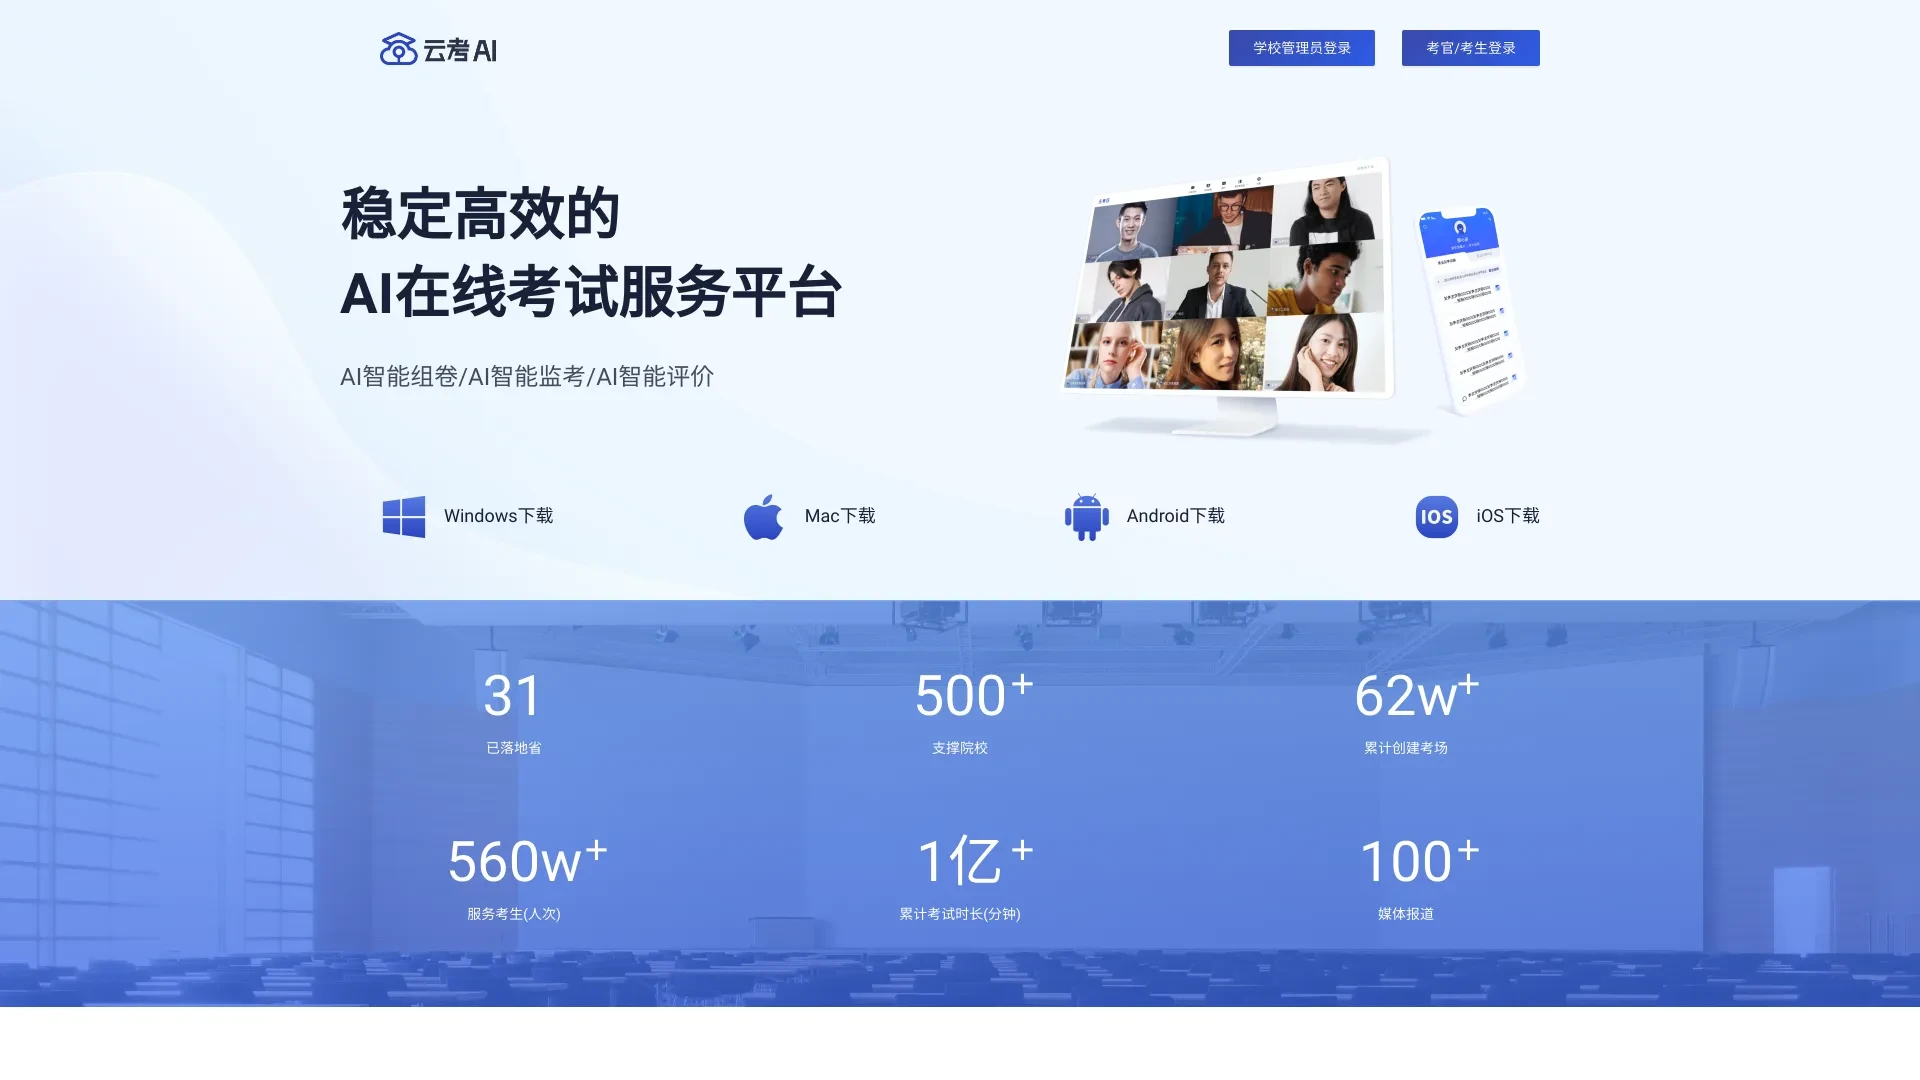 云考AI
学校管理员登录
考官/考生登录
稳定高效的
AI在线考试服务平台
AI智能组卷/AI智能监考/AI智能评价
Windows下载
Mac下载
Android下载
IOS
iOS下载
31
已落地省
500+
支撑院校
62w+
累计创建考场
560w+
服务考生(人次)
1亿+
累计考试时长(分钟)
100+
媒体报道